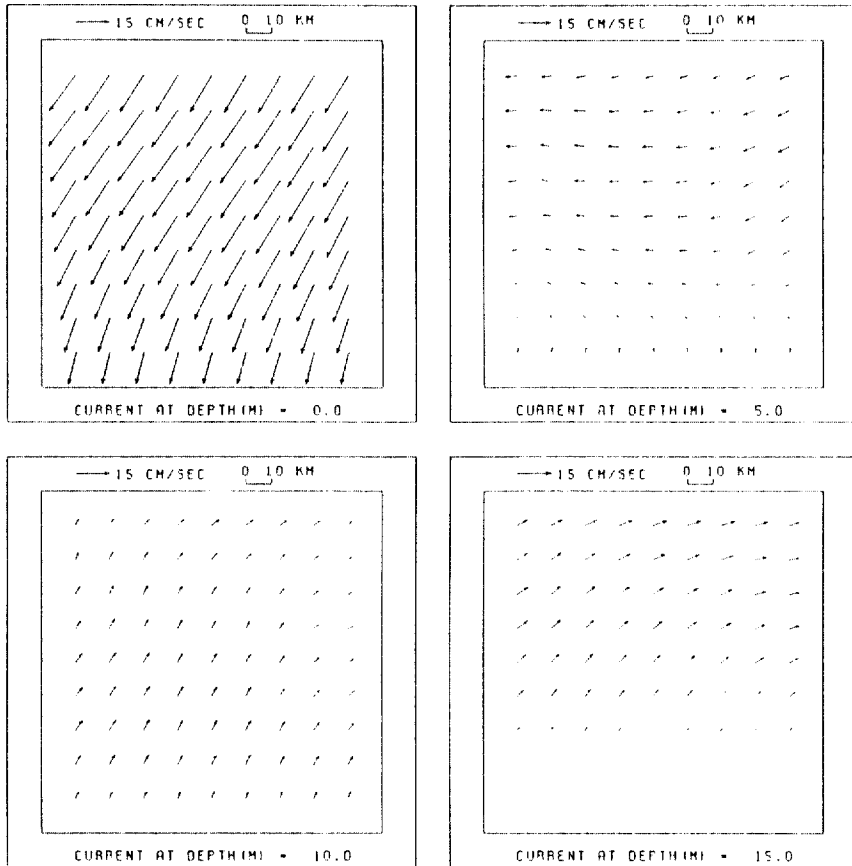 15 CM/SEC 0 10 KM
CURRENT AT DEPTH(M) = 0.0
15 CM/SEC 0 10 KM
CURRENT AT DEPTH(M) = 5.0
15 CM/SEC 0 10 KM
CURRENT AT DEPTH(M) = 10.0
15 CM/SEC 0 10 KM
CURRENT AT DEPTH(M) = 15.0